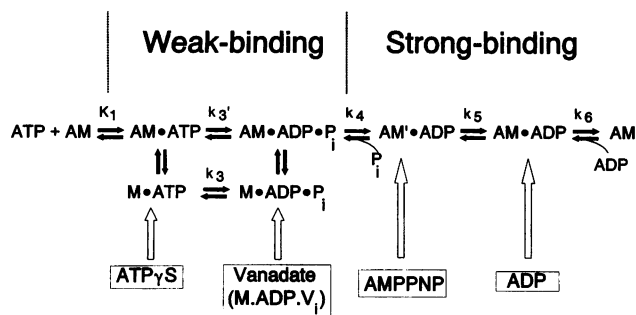 Weak-binding Strong-binding
K1 k3' k4 k5 k6
ATP + AM AM•ATP AM•ADP•Pi AM'•ADP AM•ADP AM
Pi ADP
k3
M•ATP M•ADP•Pi
ATPγS Vanadate AMPPNP ADP
(M.ADP.Vi)